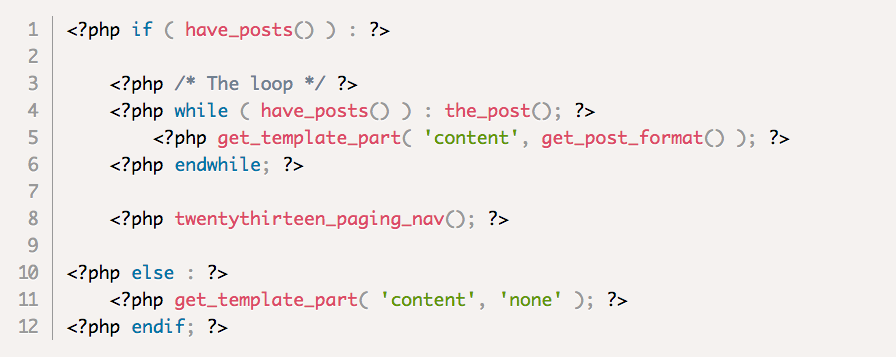 1 <?php if ( have_posts() ) : ?>
2
3 <?php /* The loop */ ?>
4 <?php while ( have_posts() ) : the_post(); ?>
5 <?php get_template_part( 'content', get_post_format() ); ?>
6 <?php endwhile; ?>
7
8 <?php twentythirteen_paging_nav(); ?>
9
10 <?php else : ?>
11 <?php get_template_part( 'content', 'none' ); ?>
12 <?php endif; ?>